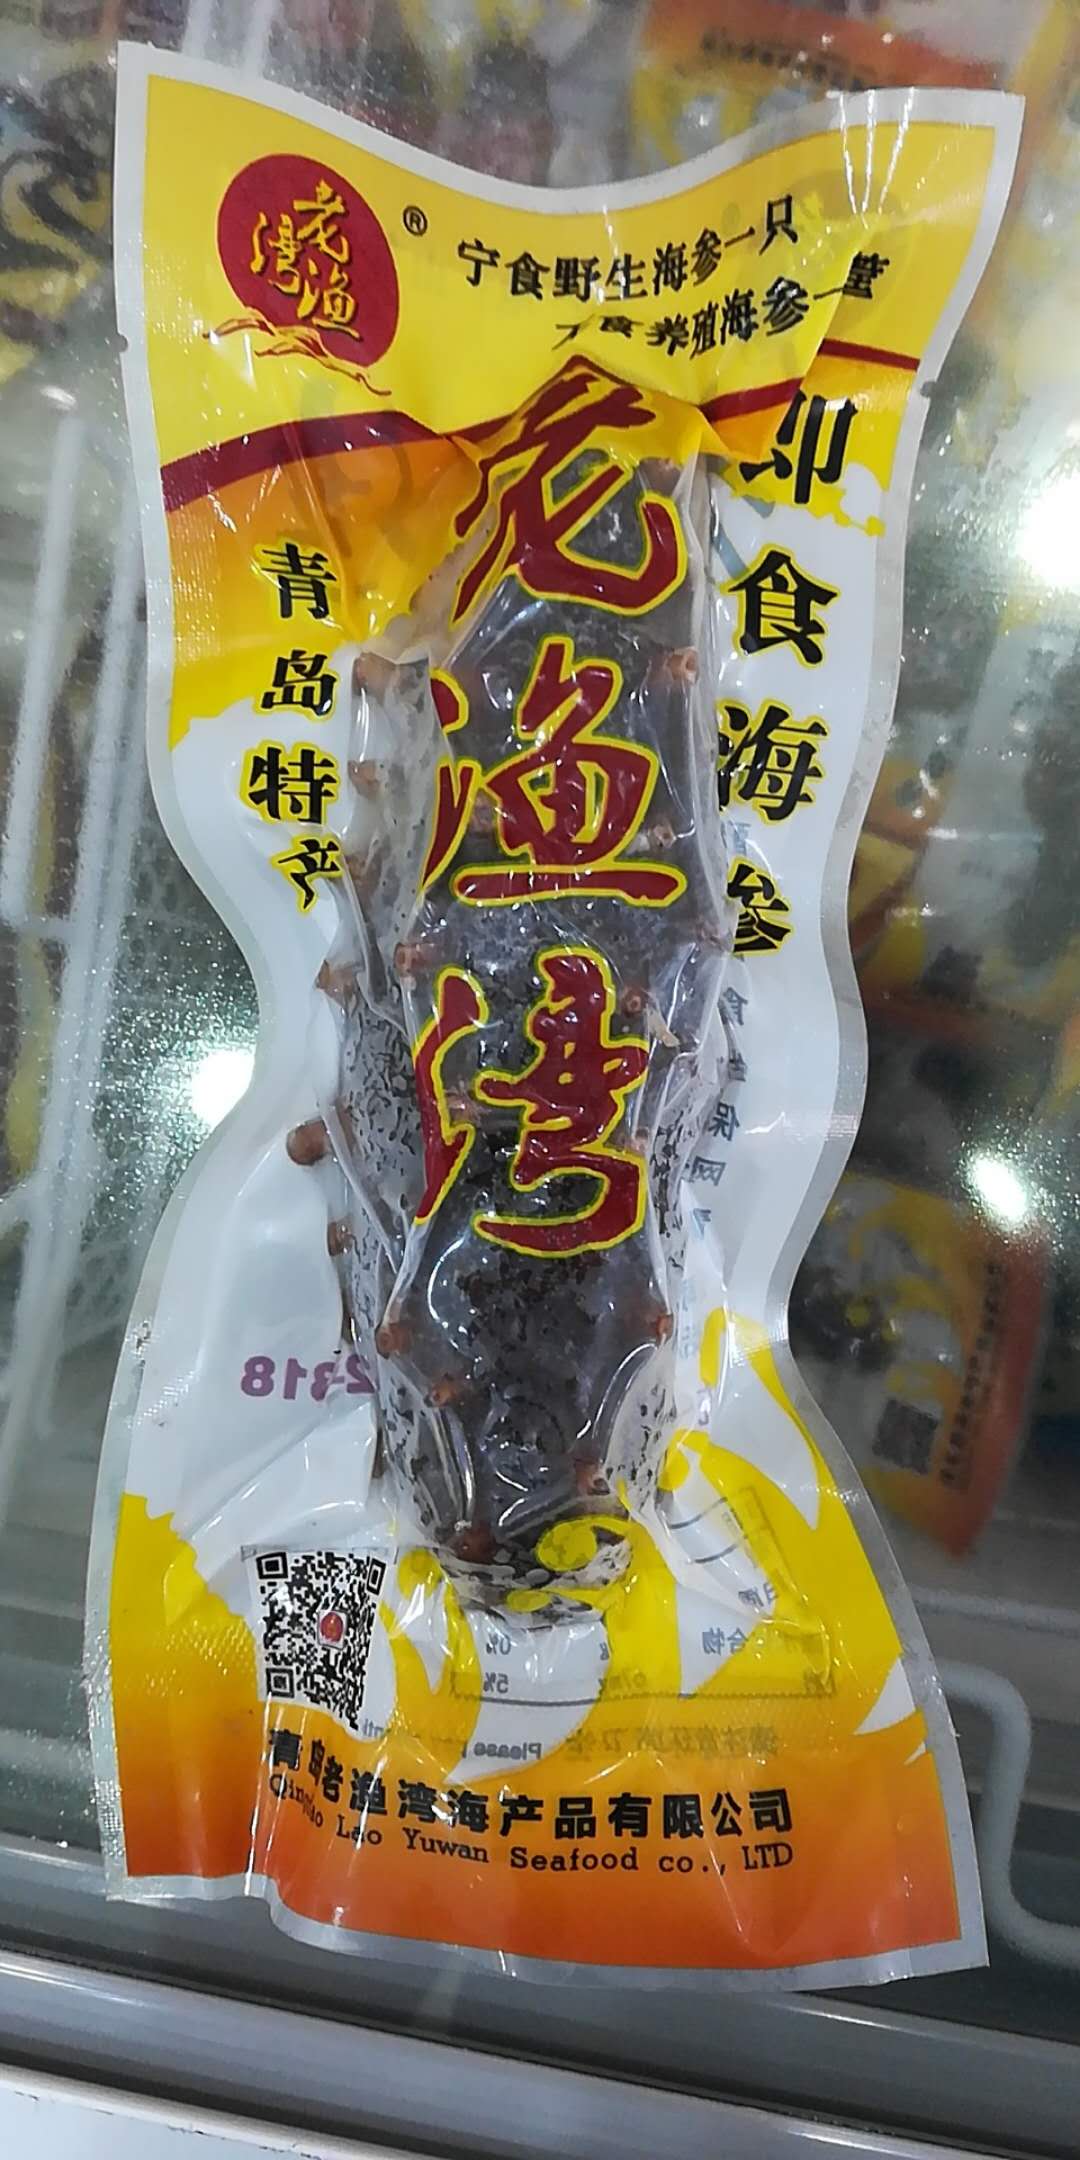 老渔湾
®
宁食野生海参一只
不食养殖海参一筐
老渔湾
即食海参
青岛特产
青岛老渔湾海产品有限公司
Qingdao Lao Yuwan Seafood co., LTD